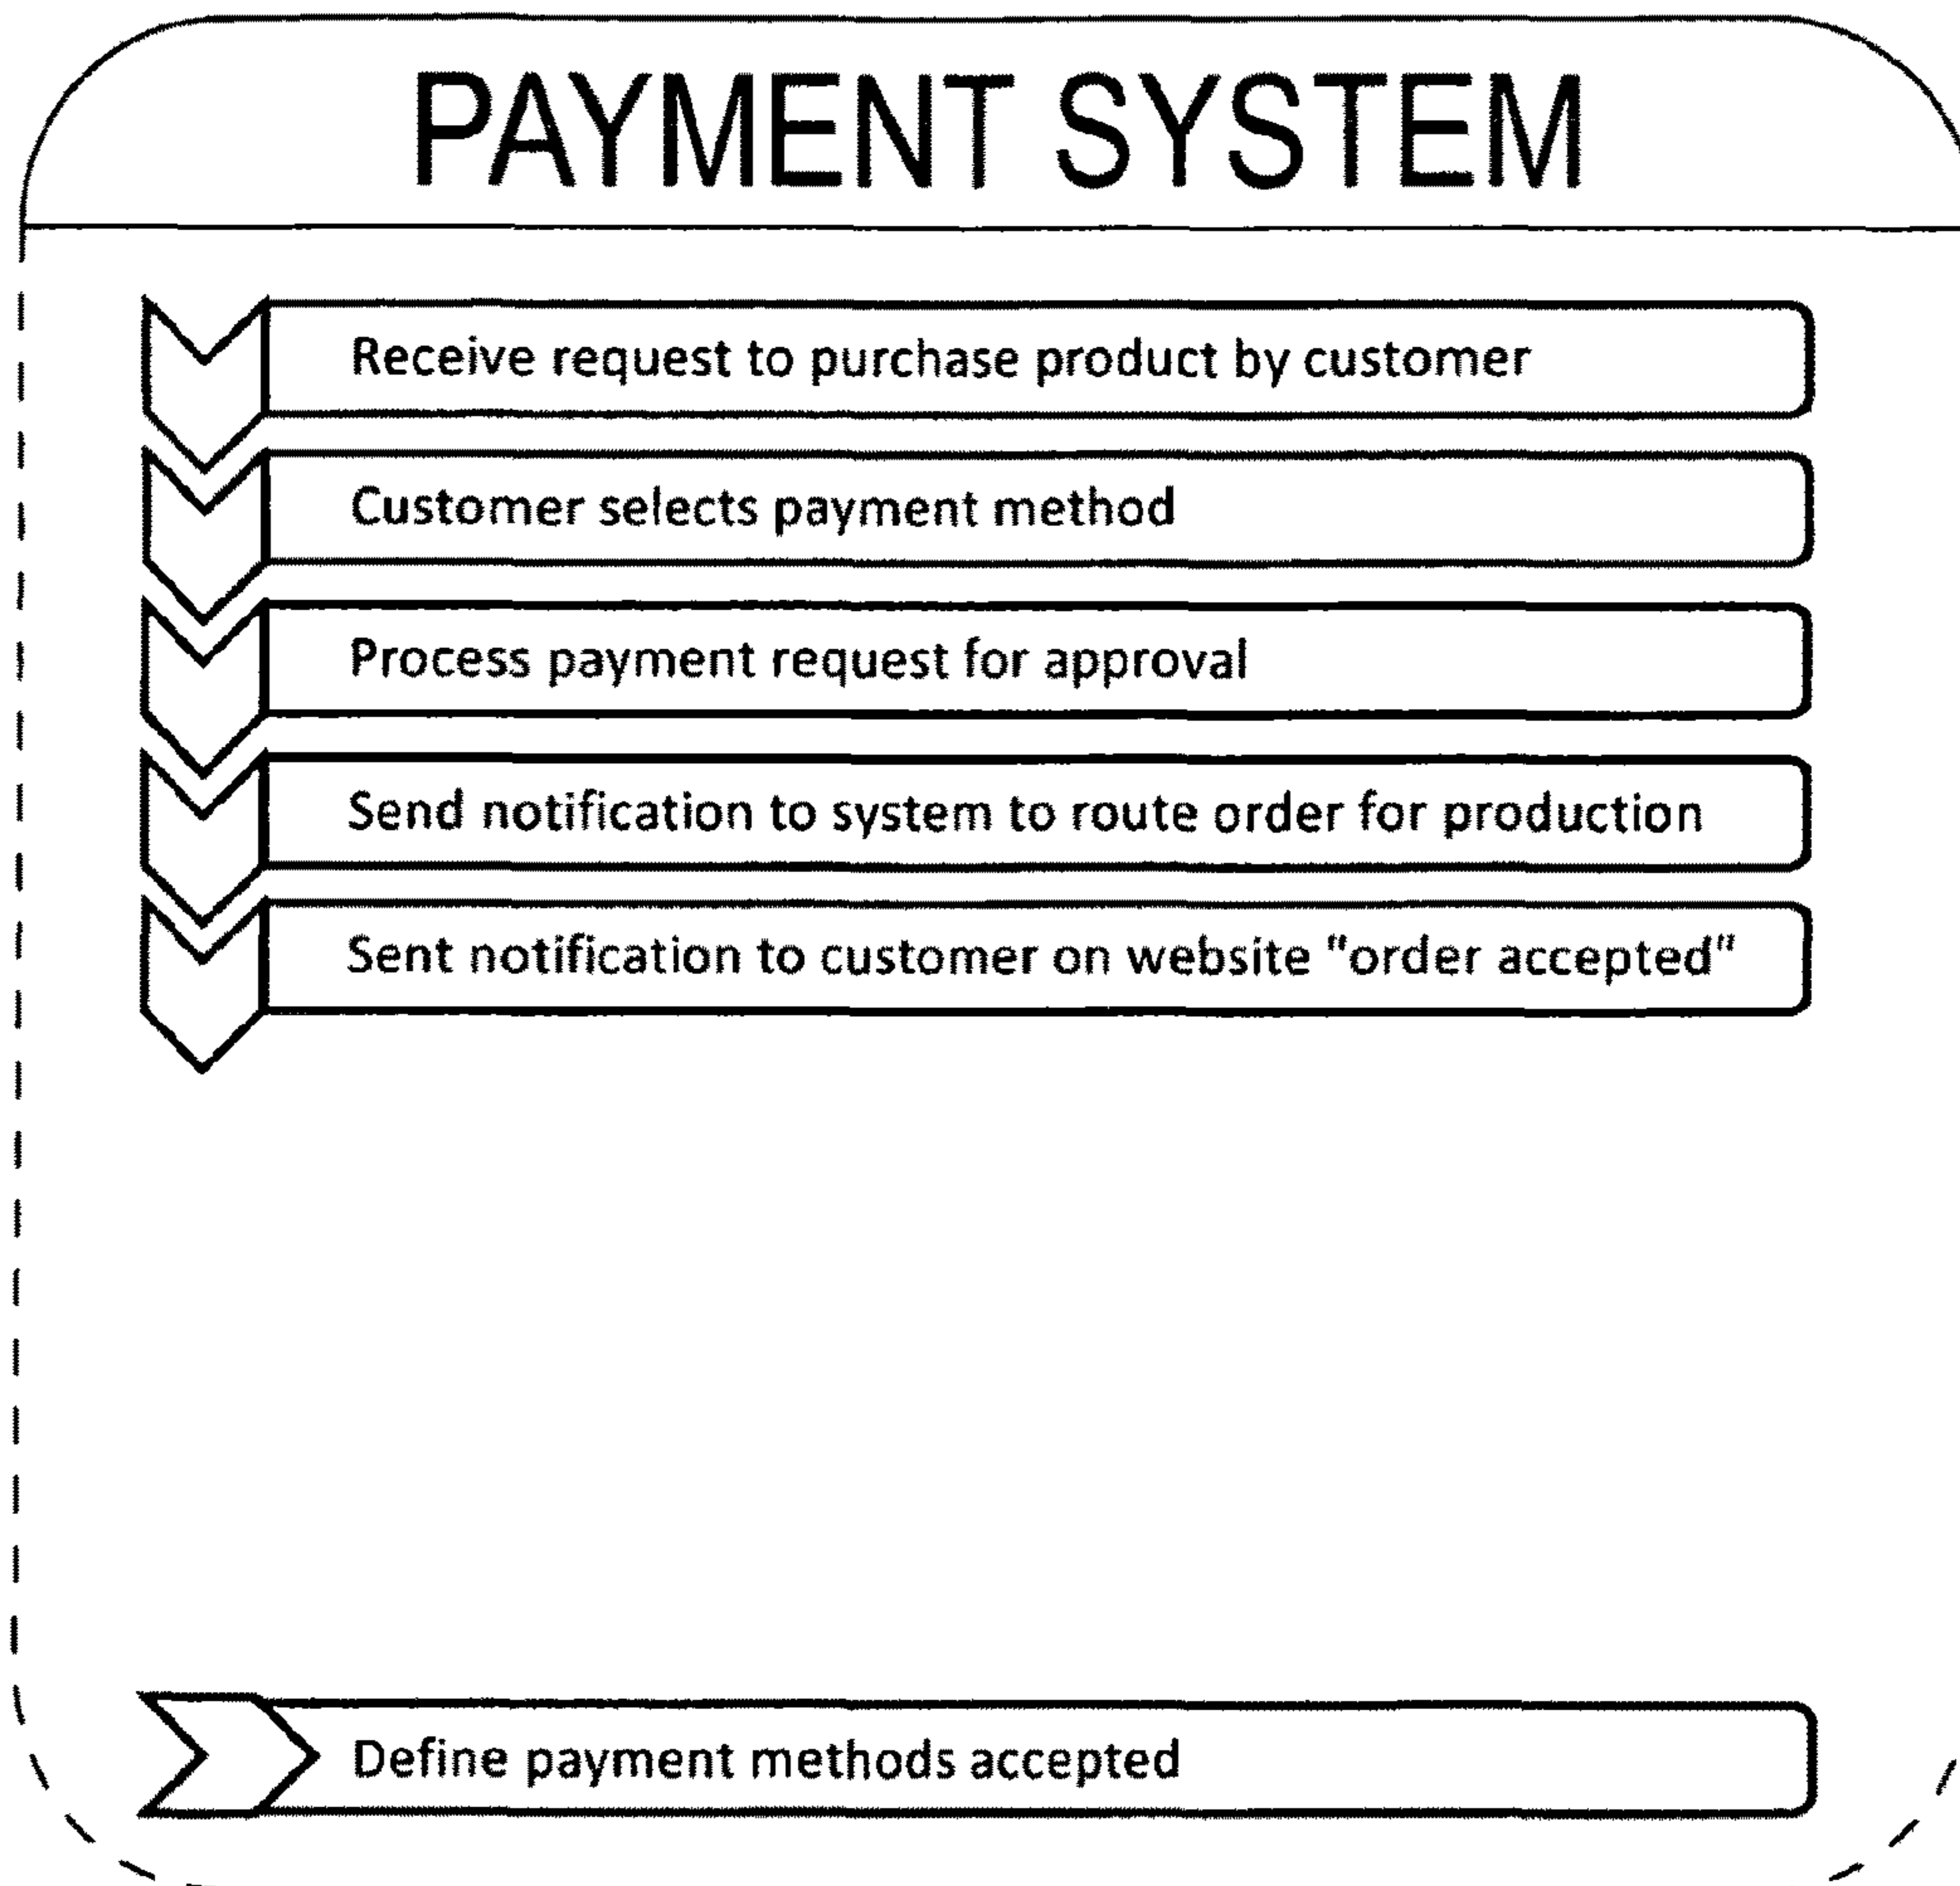 PAYMENT SYSTEM
Receive request to purchase product by customer
Customer selects payment method
Process payment request for approval
Send notification to system to route order for production
Sent notification to customer on website "order accepted"
Define payment methods accepted